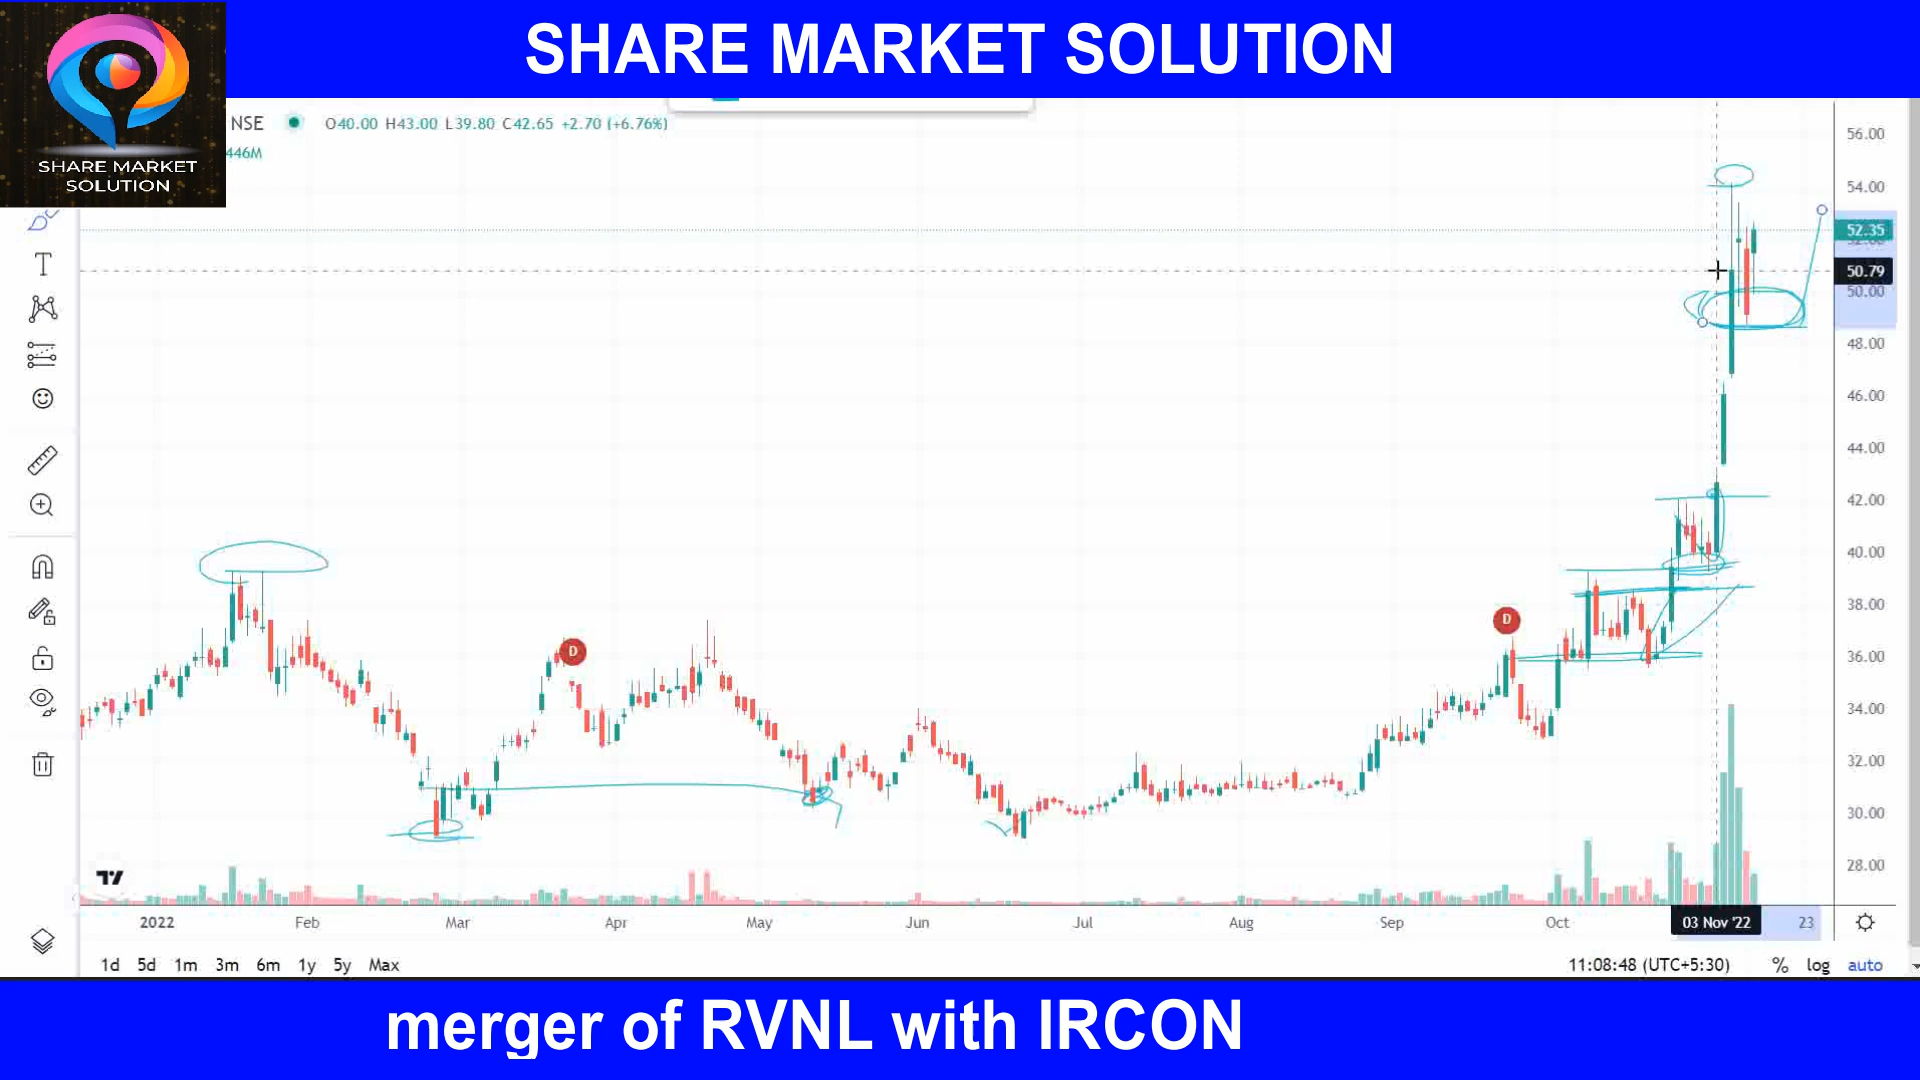 SHARE MARKET SOLUTION
SHARE MARKET
SOLUTION
NSE O40.00 H43.00 L39.80 C42.65 +2.70 (+6.76%)
446M
56.00
54.00
52.35
50.79
50.00
48.00
46.00
44.00
42.00
40.00
38.00
36.00
34.00
32.00
30.00
28.00
D
D
T
2022 Feb Mar Apr May Jun Jul Aug Sep Oct 03 Nov '22 23
1d 5d 1m 3m 6m 1y 5y Max 11:08:48 (UTC+5:30) % log auto
merger of RVNL with IRCON